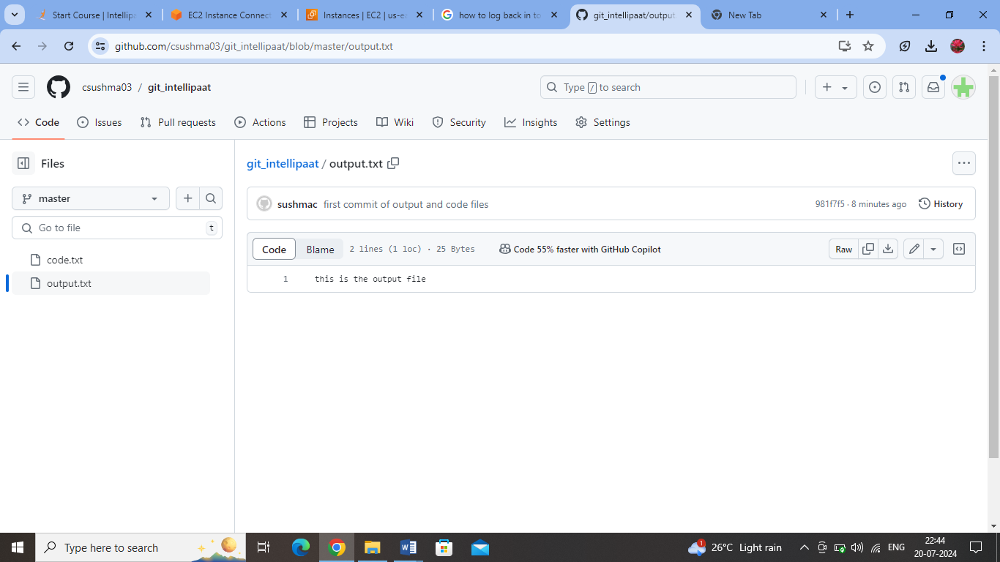 Start Course | Intellipa
EC2 Instance Connect
Instances | EC2 | us-ea
how to log back in to
git_intellipaat/output
New Tab
github.com/csushma03/git_intellipaat/blob/master/output.txt
csushma03 / git_intellipaat
Type / to search
Code Issues Pull requests Actions Projects Wiki Security Insights Settings
Files
git_intellipaat / output.txt
master
sushmac first commit of output and code files 981f7f5 · 8 minutes ago History
Go to file t
Code Blame 2 lines (1 loc) · 25 Bytes Code 55% faster with GitHub Copilot Raw
code.txt
output.txt
1 this is the output file
Type here to search
1 26°C Light rain
ENG
22:44
20-07-2024